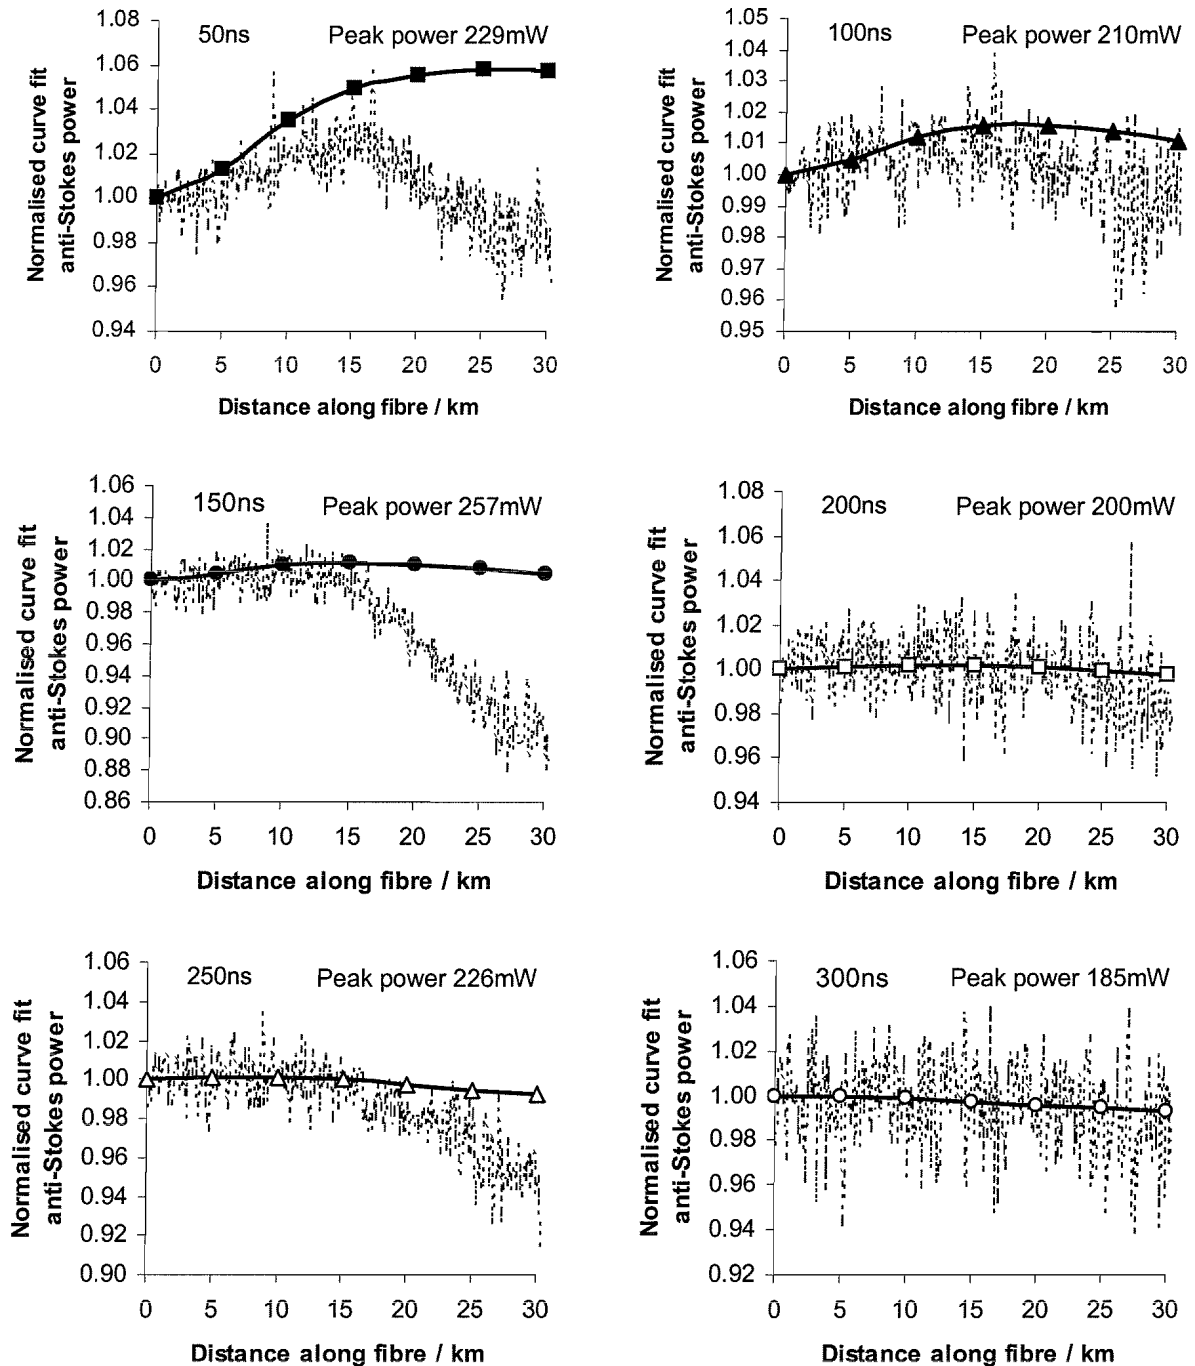 50ns Peak power 229mW
Normalised curve fit
anti-Stokes power
1.08
1.06
1.04
1.02
1.00
0.98
0.96
0.94
0 5 10 15 20 25 30
Distance along fibre / km
100ns Peak power 210mW
Normalised curve fit
anti-Stokes power
1.05
1.04
1.03
1.02
1.01
1.00
0.99
0.98
0.97
0.96
0.95
0 5 10 15 20 25 30
Distance along fibre / km
150ns Peak power 257mW
Normalised curve fit
anti-Stokes power
1.06
1.04
1.02
1.00
0.98
0.96
0.94
0.92
0.90
0.88
0.86
0 5 10 15 20 25 30
Distance along fibre / km
200ns Peak power 200mW
Normalised curve fit
anti-Stokes power
1.08
1.06
1.04
1.02
1.00
0.98
0.96
0.94
0 5 10 15 20 25 30
Distance along fibre / km
250ns Peak power 226mW
Normalised curve fit
anti-Stokes power
1.06
1.04
1.02
1.00
0.98
0.96
0.94
0.92
0.90
0 5 10 15 20 25 30
Distance along fibre / km
300ns Peak power 185mW
Normalised curve fit
anti-Stokes power
1.06
1.04
1.02
1.00
0.98
0.96
0.94
0.92
0 5 10 15 20 25 30
Distance along fibre / km